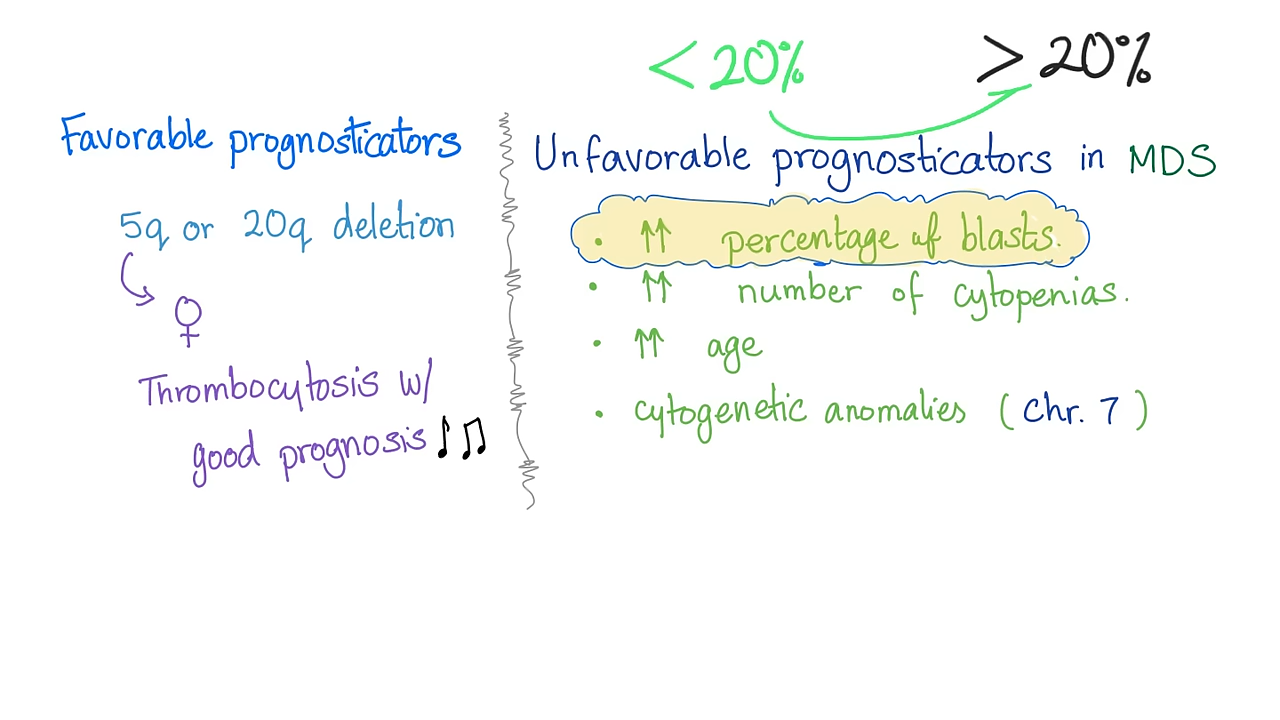 < 20% > 20%
Favorable prognosticators
5q or 20q deletion
♀
Thrombocytosis w/
good prognosis
Unfavorable prognosticators in MDS
• ↑↑ percentage of blasts.
• ↑↑ number of cytopenias.
• ↑↑ age
• cytogenetic anomalies (Chr. 7)